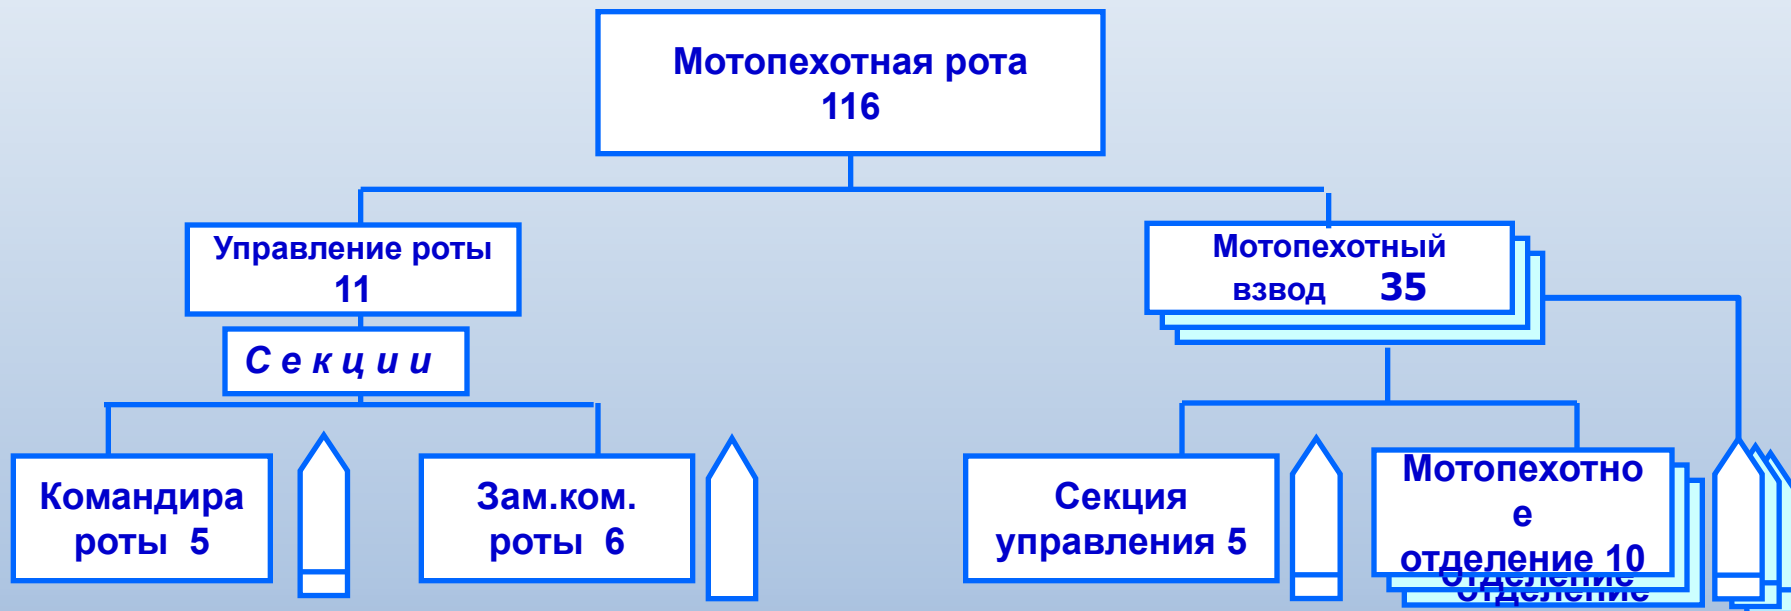 Мотопехотная рота
116
Управление роты
11
Мотопехотный
взвод 35
С е к ц и и
Командира
роты 5
Зам.ком.
роты 6
Секция
управления 5
Мотопехотно
е
отделение 10
отделение